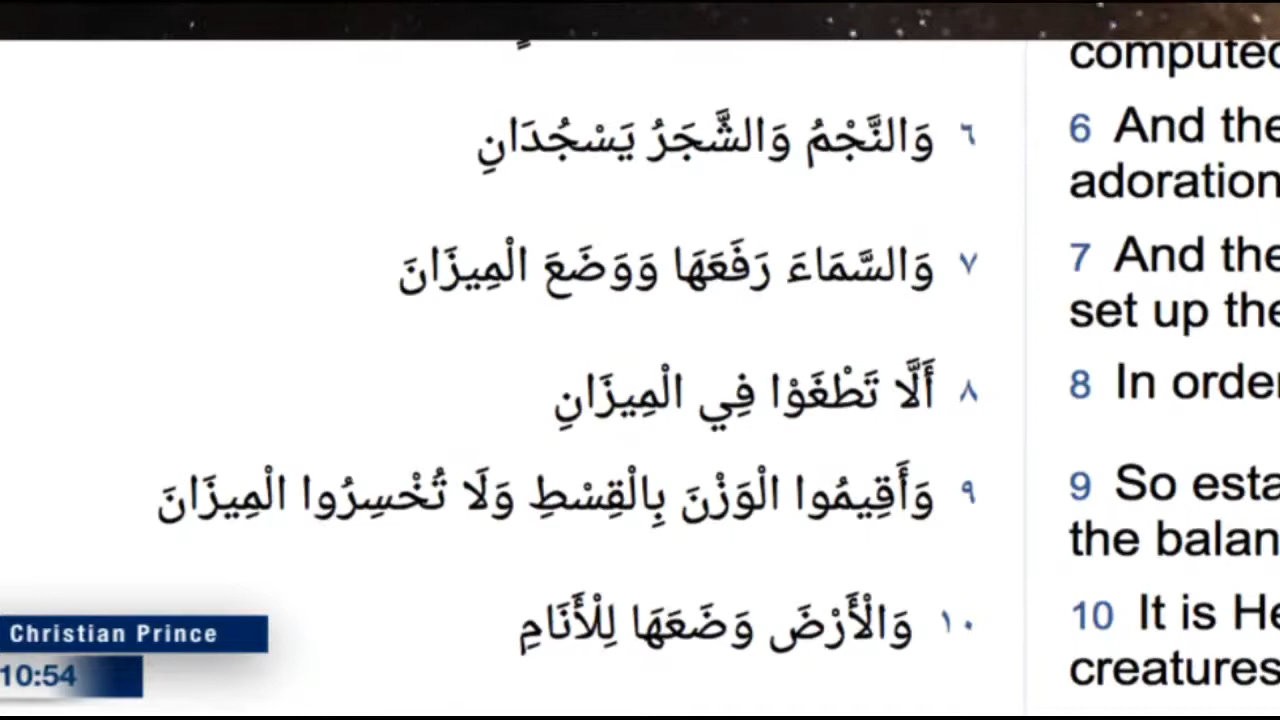 computed
٦ وَالنَّجْمُ وَالشَّجَرُ يَسْجُدَانِ
6 And the
adoration
٧ وَالسَّمَاءَ رَفَعَهَا وَوَضَعَ الْمِيزَانَ
7 And the
set up the
٨ أَلَّا تَطْغَوْا فِي الْمِيزَانِ
8 In order
٩ وَأَقِيمُوا الْوَزْنَ بِالْقِسْطِ وَلَا تُخْسِرُوا الْمِيزَانَ
9 So esta
the balan
١٠ وَالْأَرْضَ وَضَعَهَا لِلْأَنَامِ
10 It is He
creatures
Christian Prince
10:54